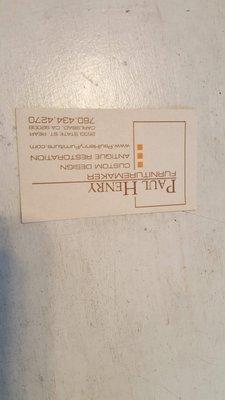 PAUL HENRY
FURNITUREMAKER
CUSTOM DESIGN
ANTIQUE RESTORATION
www.PaulHenryFurniture.com
STATE ST. REAR
CARLSBAD, CA 92008
760.434.4270